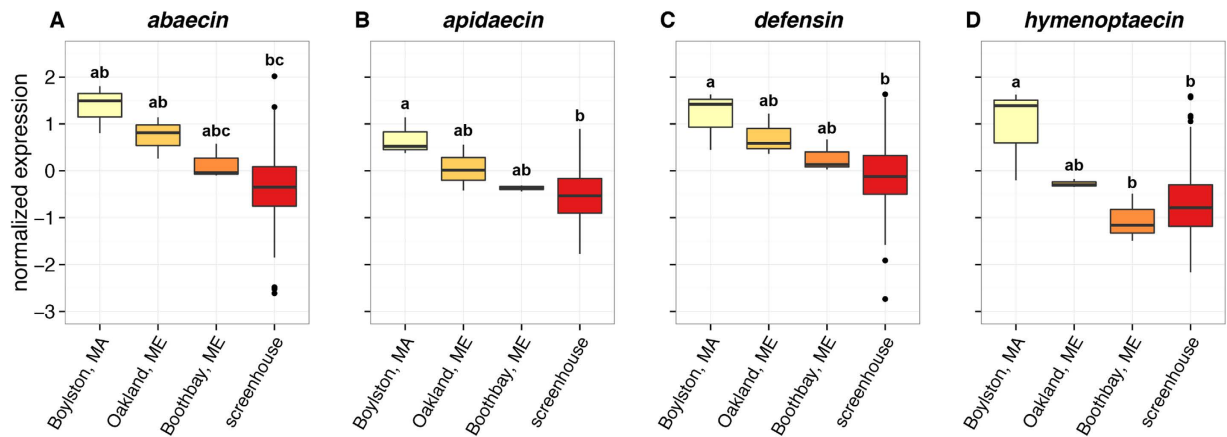 A abaecin
B apidaecin
C defensin
D hymenoptaecin
normalized expression
2
1
0
−1
−2
−3
ab ab abc bc
a ab ab b
a ab ab b
a ab b b
Boylston, MA
Oakland, ME
Boothbay, ME
screenhouse
Boylston, MA
Oakland, ME
Boothbay, ME
screenhouse
Boylston, MA
Oakland, ME
Boothbay, ME
screenhouse
Boylston, MA
Oakland, ME
Boothbay, ME
screenhouse